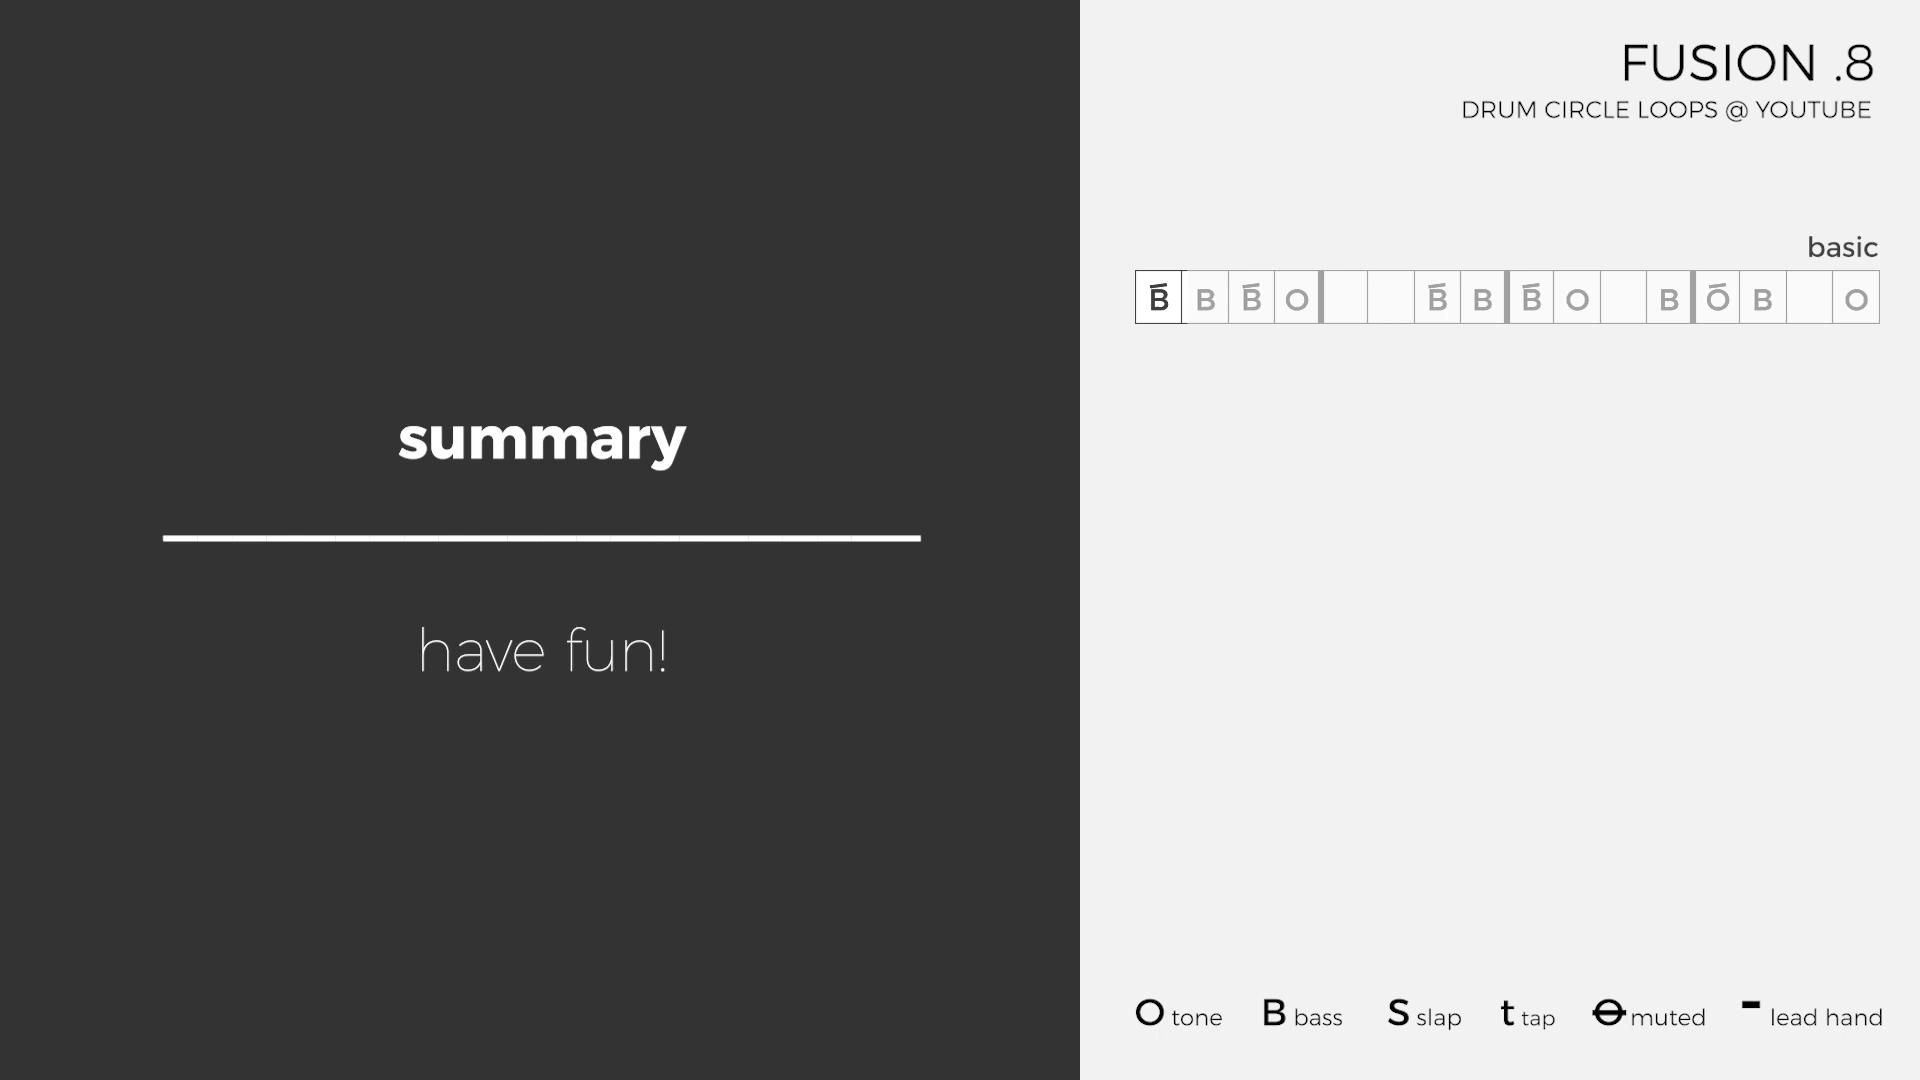 summary
have fun!
FUSION .8
DRUM CIRCLE LOOPS @ YOUTUBE
basic
B̄ B B̄ O B̄ B B̄ O B Ō B O
O tone B bass S slap t tap O̶ muted - lead hand